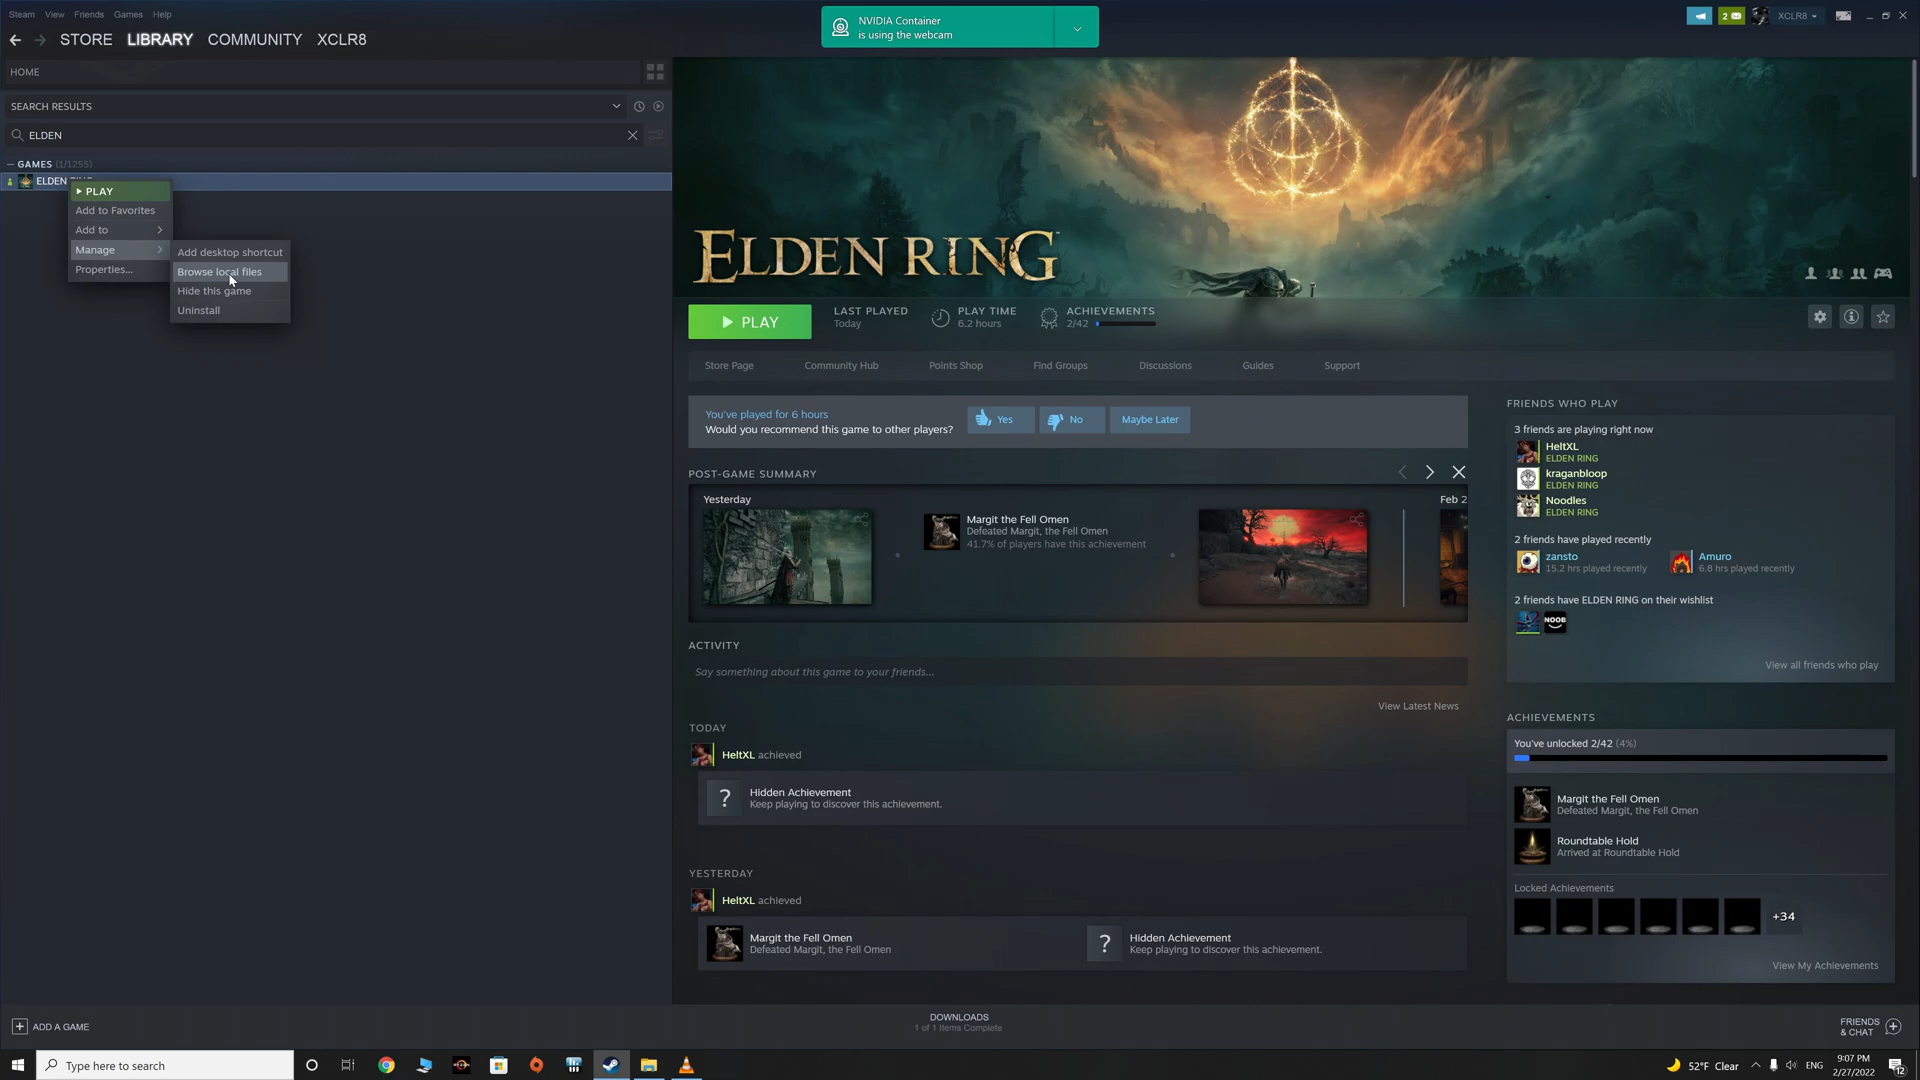 Steam View Friends Games Help
NVIDIA Container
is using the webcam
2
XCLR8
STORE LIBRARY COMMUNITY XCLR8
HOME
SEARCH RESULTS
ELDEN
GAMES (1/1255)
ELDEN
PLAY
Add to Favorites
Add to
Manage
Properties...
Add desktop shortcut
Browse local files
Hide this game
Uninstall
ELDEN RING
PLAY
LAST PLAYED
Today
PLAY TIME
6.2 hours
ACHIEVEMENTS
2/42
Store Page Community Hub Points Shop Find Groups Discussions Guides Support
You've played for 6 hours
Would you recommend this game to other players?
Yes No Maybe Later
POST-GAME SUMMARY
Yesterday
Margit the Fell Omen
Defeated Margit, the Fell Omen
41.7% of players have this achievement
Feb 2
ACTIVITY
Say something about this game to your friends...
View Latest News
TODAY
HeltXL achieved
Hidden Achievement
Keep playing to discover this achievement.
YESTERDAY
HeltXL achieved
Margit the Fell Omen
Defeated Margit, the Fell Omen
Hidden Achievement
Keep playing to discover this achievement.
FRIENDS WHO PLAY
3 friends are playing right now
HeltXL
ELDEN RING
kraganbloop
ELDEN RING
Noodles
ELDEN RING
2 friends have played recently
zansto
15.2 hrs played recently
Amuro
6.8 hrs played recently
2 friends have ELDEN RING on their wishlist
NOOB
View all friends who play
ACHIEVEMENTS
You've unlocked 2/42 (4%)
Margit the Fell Omen
Defeated Margit, the Fell Omen
Roundtable Hold
Arrived at Roundtable Hold
Locked Achievements
+34
View My Achievements
ADD A GAME
DOWNLOADS
1 of 1 Items Complete
FRIENDS
& CHAT
Type here to search
52°F Clear
ENG
9:07 PM
2/27/2022
12